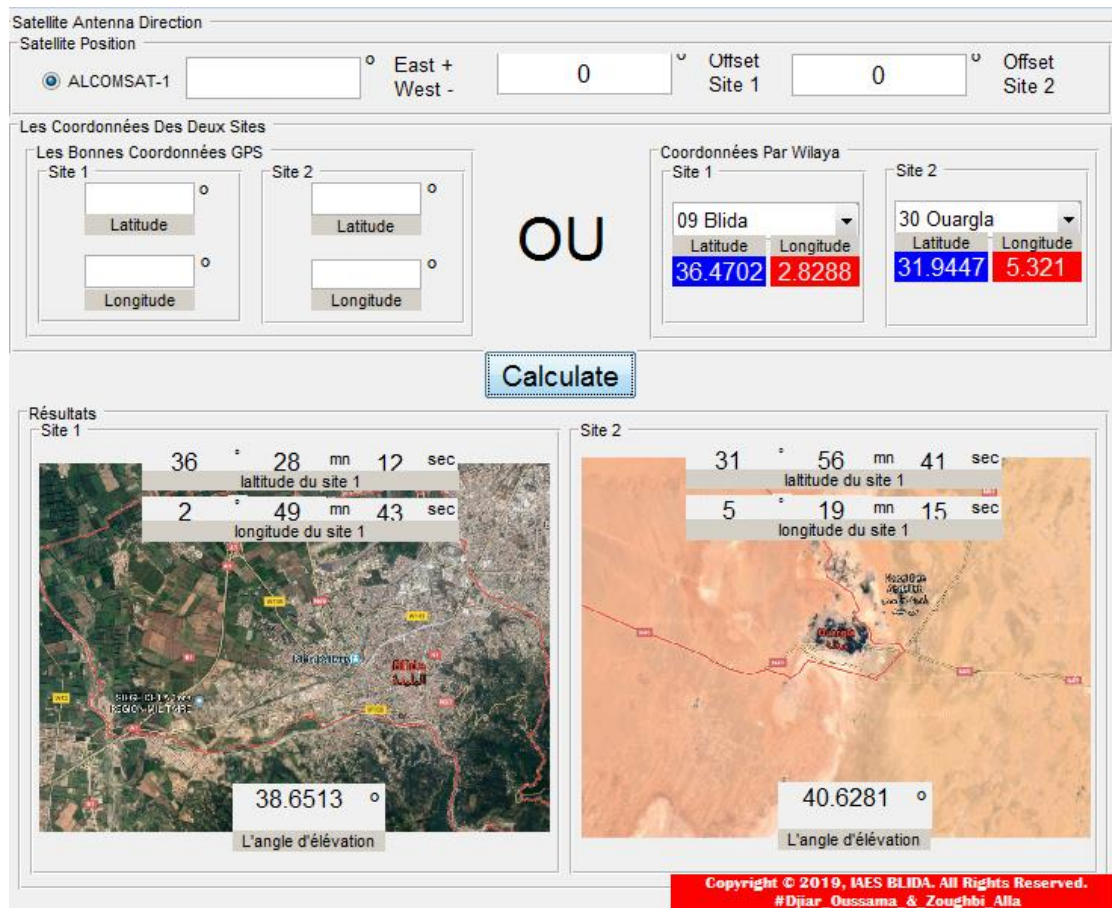 Satellite Antenna Direction
Satellite Position
ALCOMSAT-1
° East +
West -
0 ° Offset
Site 1
0 ° Offset
Site 2
Les Coordonnées Des Deux Sites
Les Bonnes Coordonnées GPS
Site 1
°
Latitude
°
Longitude
Site 2
°
Latitude
°
Longitude
OU
Coordonnées Par Wilaya
Site 1
09 Blida
Latitude Longitude
36.4702 2.8288
Site 2
30 Ouargla
Latitude Longitude
31.9447 5.321
Calculate
Résultats
Site 1
36 ° 28 mn 12 sec
laltitude du site 1
2 ° 49 mn 43 sec
longitude du site 1
Blida
البليدة
38.6513 °
L'angle d'élévation
Site 2
31 ° 56 mn 41 sec
laltitude du site 1
5 ° 19 mn 15 sec
longitude du site 1
Ouargla
40.6281 °
L'angle d'élévation
Copyright © 2019, IAES BLIDA. All Rights Reserved.
#Djiar_Oussama_&_Zoughbi_Alla